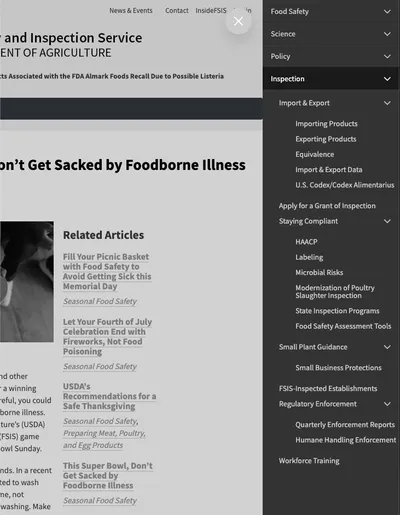 News & Events Contact InsideFSIS
and Inspection Service
ENT OF AGRICULTURE
cts Associated with the FDA Almark Foods Recall Due to Possible Listeria
on't Get Sacked by Foodborne Illness
Related Articles
Fill Your Picnic Basket
with Food Safety to
Avoid Getting Sick this
Memorial Day
Seasonal Food Safety
Let Your Fourth of July
Celebration End with
Fireworks, Not Food
Poisoning
Seasonal Food Safety
USDA's
Recommendations for a
Safe Thanksgiving
Seasonal Food Safety,
Preparing Meat, Poultry,
and Egg Products
This Super Bowl, Don't
Get Sacked by
Foodborne Illness
Seasonal Food Safety
nd other
r a winning
reful, you could
borne illness.
ture's (USDA)
(FSIS) game
owl Sunday.
nds. In a recent
ted to wash
me, not
washing. Make
Food Safety
Science
Policy
Inspection
Import & Export
Importing Products
Exporting Products
Equivalence
Import & Export Data
U.S. Codex/Codex Alimentarius
Apply for a Grant of Inspection
Staying Compliant
HAACP
Labeling
Microbial Risks
Modernization of Poultry
Slaughter Inspection
State Inspection Programs
Food Safety Assessment Tools
Small Plant Guidance
Small Business Protections
FSIS-Inspected Establishments
Regulatory Enforcement
Quarterly Enforcement Reports
Humane Handling Enforcement
Workforce Training